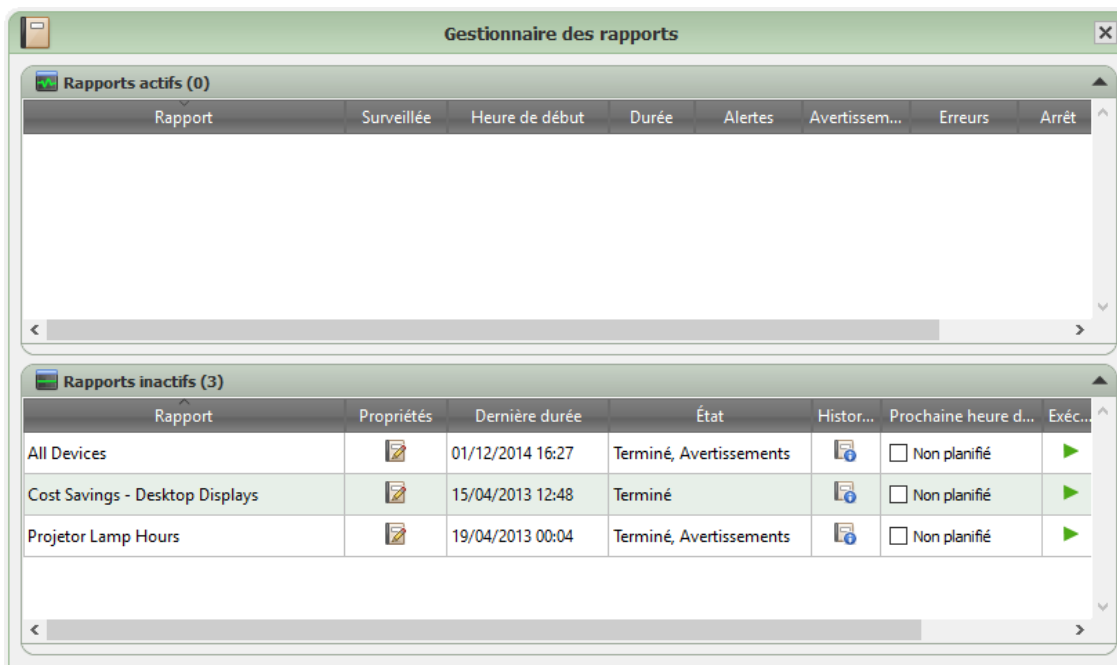 Gestionnaire des rapports
Rapports actifs (0)
Rapport Surveillée Heure de début Durée Alertes Avertissem... Erreurs Arrêt
Rapports inactifs (3)
Rapport Propriétés Dernière durée État Histor... Prochaine heure d... Exéc...
All Devices 01/12/2014 16:27 Terminé, Avertissements Non planifié
Cost Savings - Desktop Displays 15/04/2013 12:48 Terminé Non planifié
Projetor Lamp Hours 19/04/2013 00:04 Terminé, Avertissements Non planifié